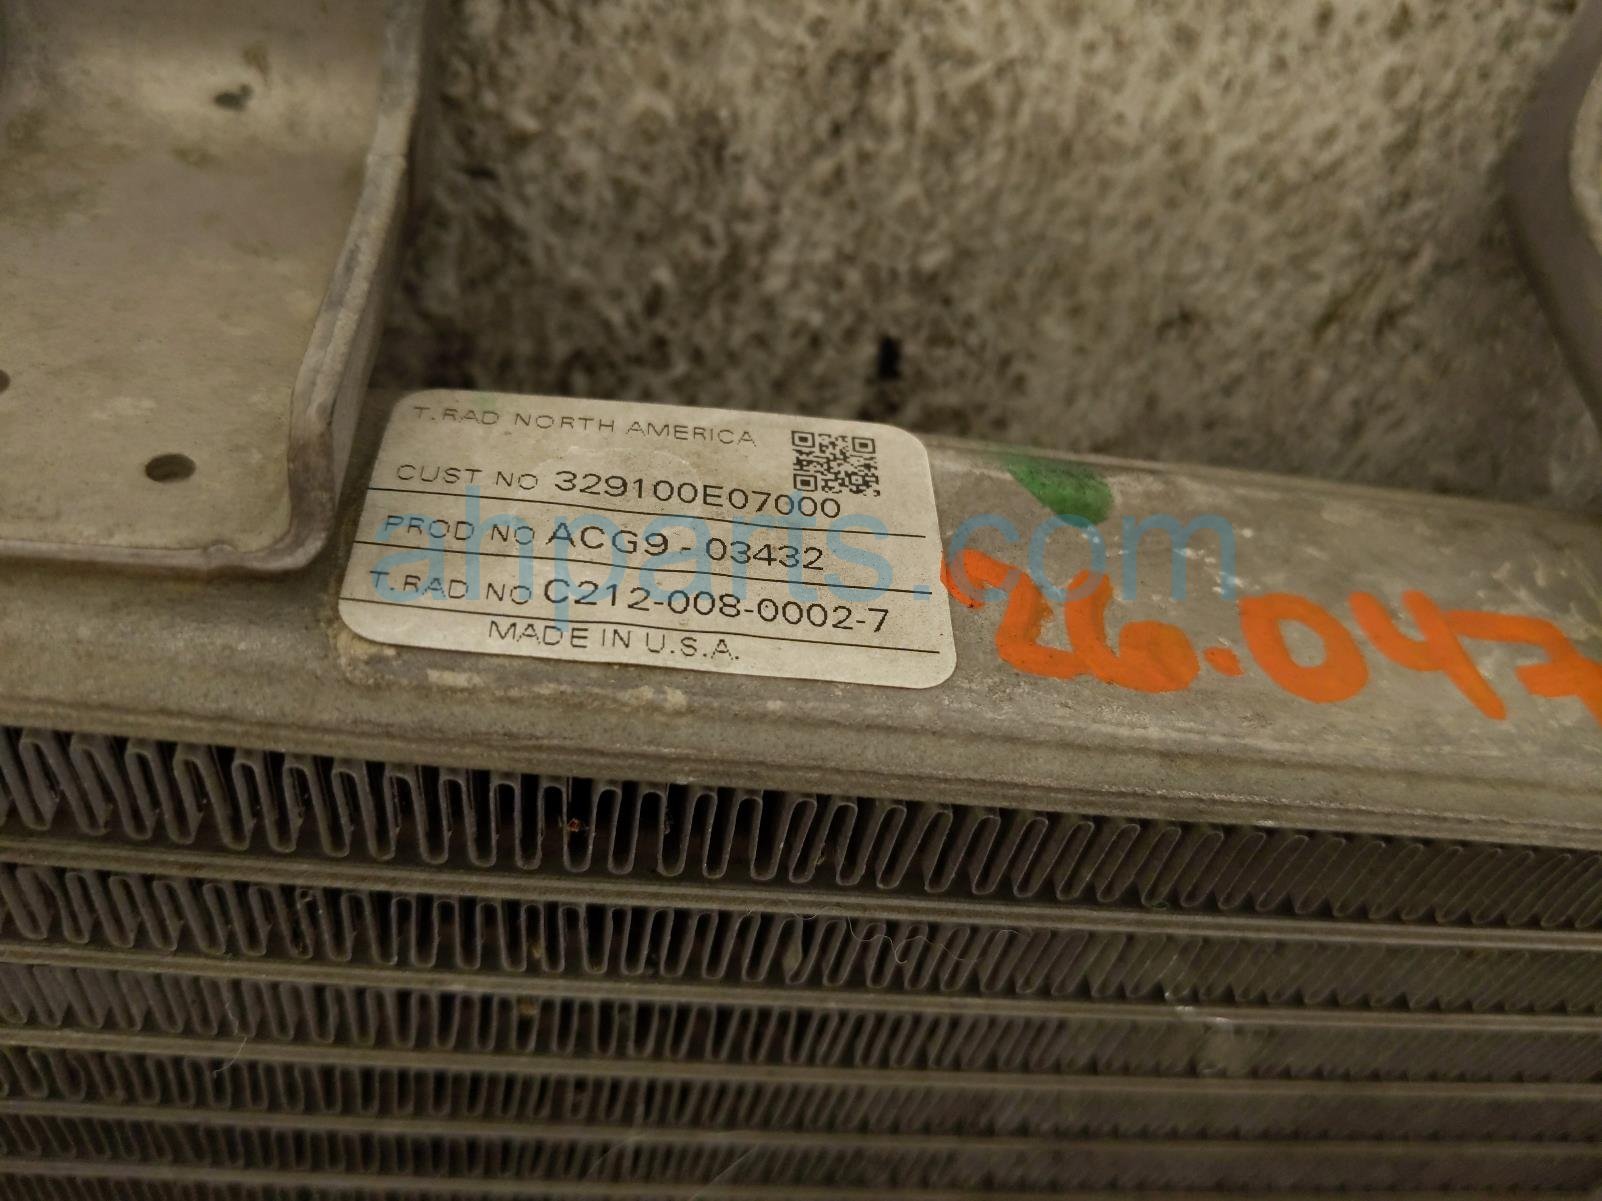 T.RAD NORTH AMERICA
CUST NO 329100E07000
PROD NO ACG9-03432
T.RAD NO C212-008-0002-7
MADE IN U.S.A.
26.047
ahparts.com